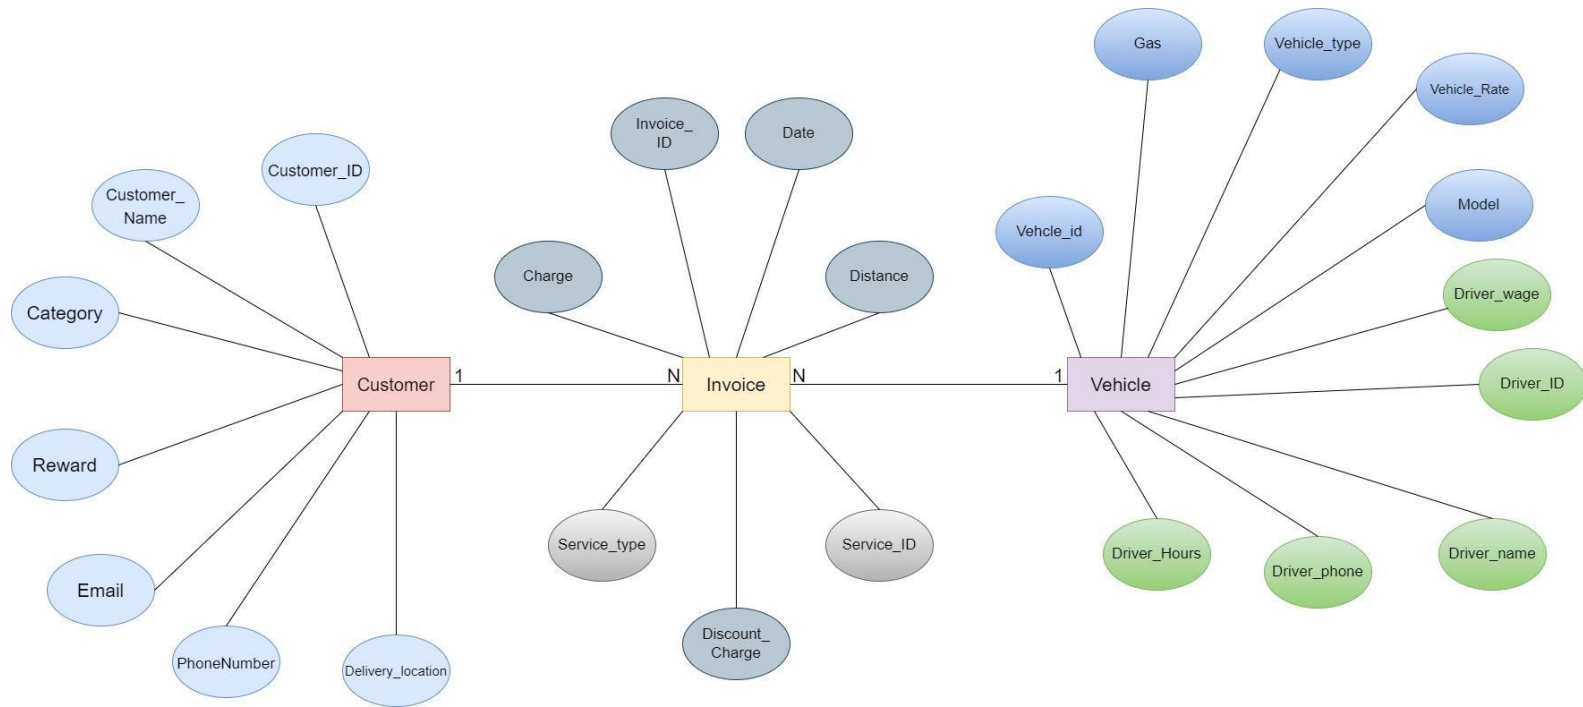 Gas
Vehicle_type
Vehicle_Rate
Invoice_
ID
Date
Customer_ID
Customer_
Name
Model
Vehcle_id
Charge
Distance
Driver_wage
Category
Customer
1
N
Invoice
N
1
Vehicle
Driver_ID
Reward
Service_type
Service_ID
Driver_Hours
Driver_phone
Driver_name
Email
Discount_
Charge
PhoneNumber
Delivery_location